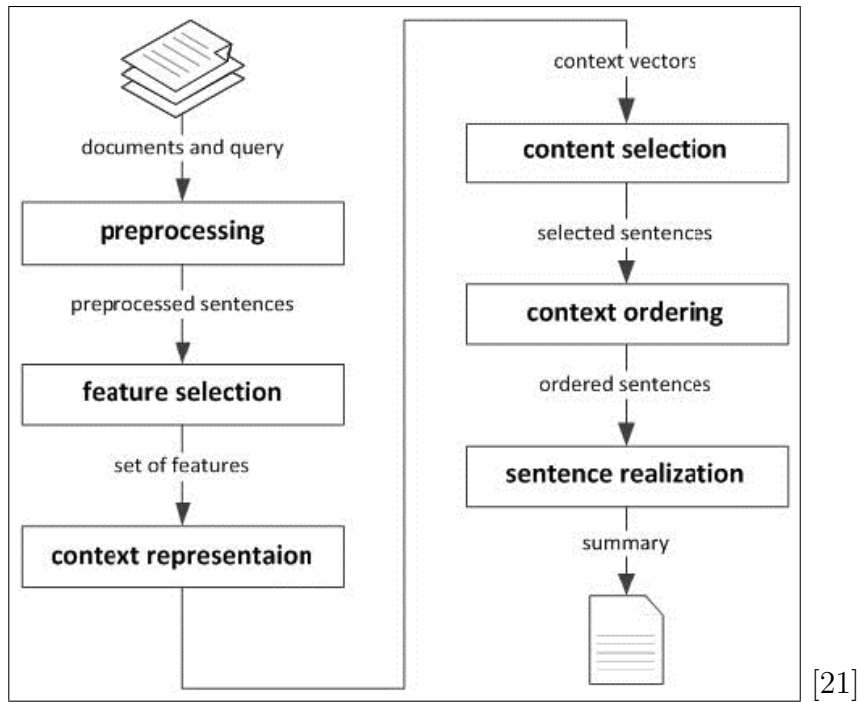 documents and query
preprocessing
preprocessed sentences
feature selection
set of features
context representaion
context vectors
content selection
selected sentences
context ordering
ordered sentences
sentence realization
summary
[21]